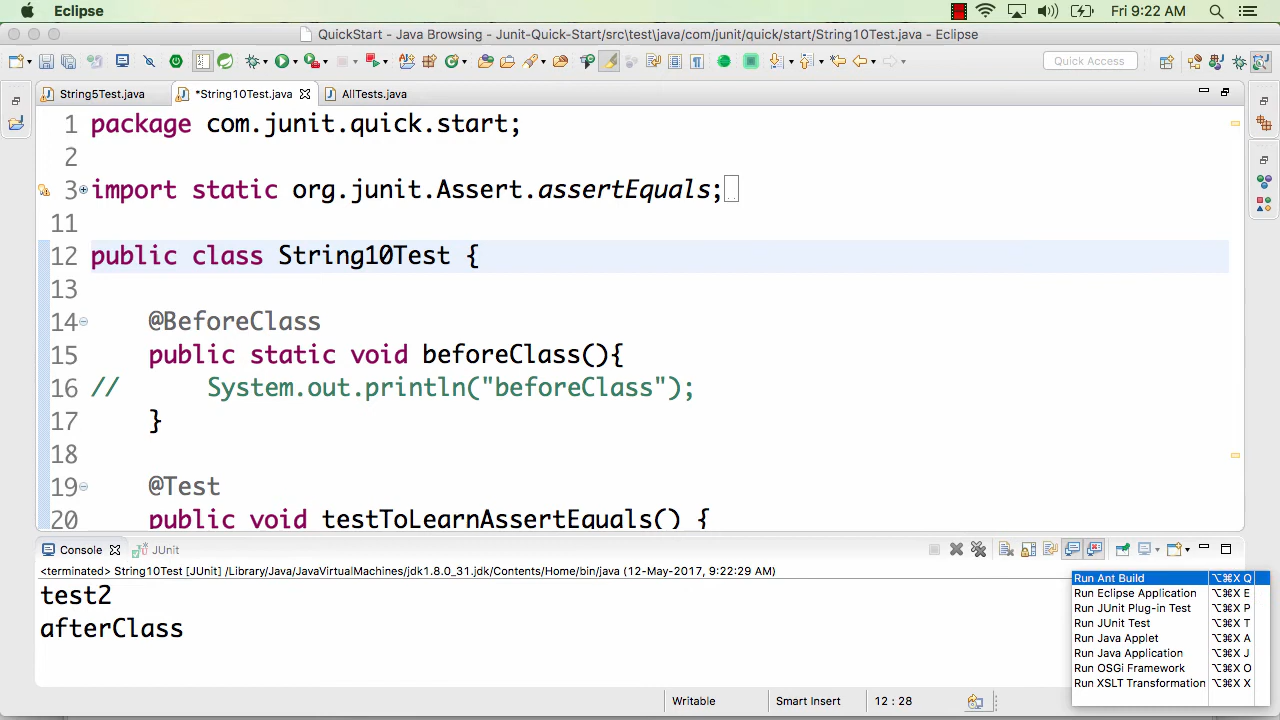 Eclipse
Fri 9:22 AM
QuickStart - Java Browsing - Junit-Quick-Start/src\test\java/com/junit/quick/start/String10Test.java - Eclipse
Quick Access
String5Test.java
*String10Test.java
AllTests.java
1 package com.junit.quick.start;
2
3 import static org.junit.Assert.assertEquals;
11
12 public class String10Test {
13
14 @BeforeClass
15 public static void beforeClass(){
16 // System.out.println("beforeClass");
17 }
18
19 @Test
20 public void testToLearnAssertEquals() {
Console
JUnit
<terminated> String10Test [JUnit] /Library/Java/JavaVirtualMachines/jdk1.8.0_31.jdk/Contents/Home/bin/java (12-May-2017, 9:22:29 AM)
test2
afterClass
Run Ant Build ⌥⌘X Q
Run Eclipse Application ⌥⌘X E
Run JUnit Plug-in Test ⌥⌘X P
Run JUnit Test ⌥⌘X T
Run Java Applet ⌥⌘X A
Run Java Application ⌥⌘X J
Run OSGi Framework ⌥⌘X O
Run XSLT Transformation ⌥⌘X X
Writable
Smart Insert
12 : 28